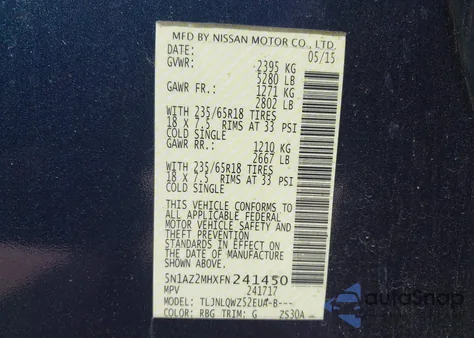 MFD BY NISSAN MOTOR CO., LTD.
DATE: 05/15
GVWR: 2395 KG
5280 LB
GAWR FR.: 1271 KG
2802 LB
WITH 235/65R18 TIRES
18 X 7.5 RIMS AT 33 PSI
COLD SINGLE
GAWR RR.: 1210 KG
2667 LB
WITH 235/65R18 TIRES
18 X 7.5 RIMS AT 33 PSI
COLD SINGLE
THIS VEHICLE CONFORMS TO
ALL APPLICABLE FEDERAL
MOTOR VEHICLE SAFETY AND
THEFT PREVENTION
STANDARDS IN EFFECT ON
THE DATE OF MANUFACTURE
SHOWN ABOVE.
5N1AZ2MHXFN241450
MPV 241717
MODEL: TLJNLQWZ52EUA-B---
COLOR: RBG TRIM: G 2S30A
autoSnap